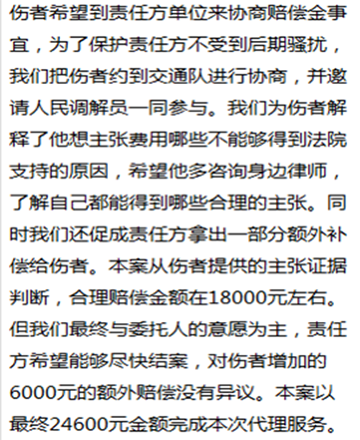 伤者希望到责任方单位来协商赔偿金事
宜，为了保护责任方不受到后期骚扰，
我们把伤者约到交通队进行协商，并邀
请人民调解员一同参与。我们为伤者解
释了他想主张费用哪些不能够得到法院
支持的原因，希望他多咨询身边律师，
了解自己都能得到哪些合理的主张。同
时我们还促成责任方拿出一部分额外补
偿给伤者。本案从伤者提供的主张证据
判断，合理赔偿金额在18000元左右。
但我们最终与委托人的意愿为主，责任
方希望能够尽快结案，对伤者增加的
6000元的额外赔偿没有异议。本案以
最终24600元金额完成本次代理服务。